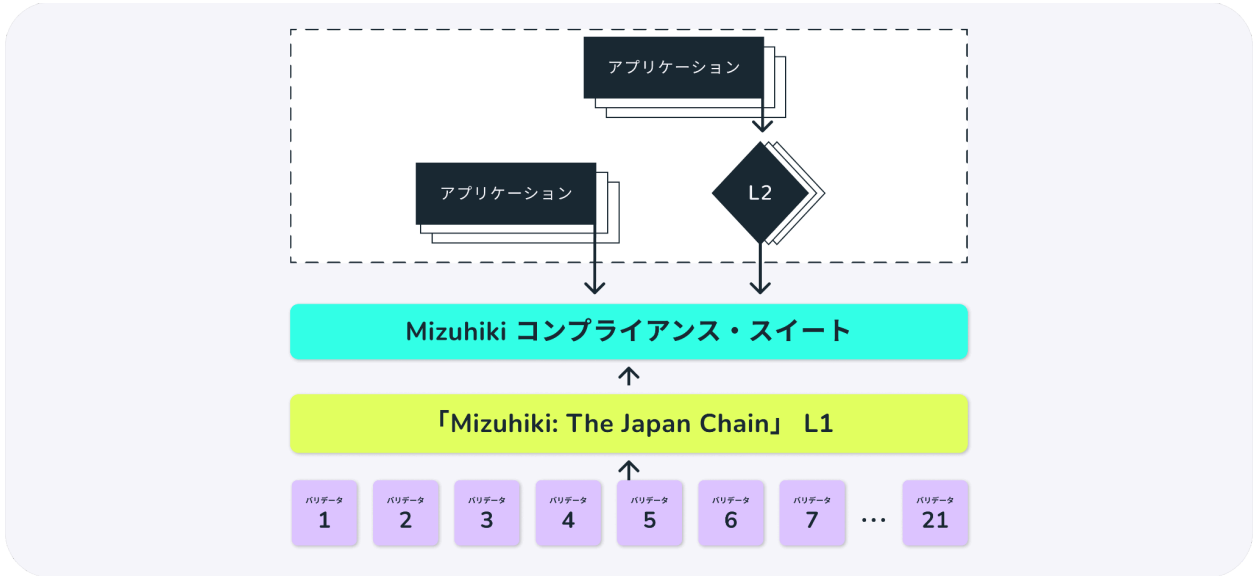 アプリケーション
アプリケーション
L2
Mizuhiki コンプライアンス・スイート
「Mizuhiki: The Japan Chain」 L1
バリデータ
1
バリデータ
2
バリデータ
3
バリデータ
4
バリデータ
5
バリデータ
6
バリデータ
7
...
バリデータ
21